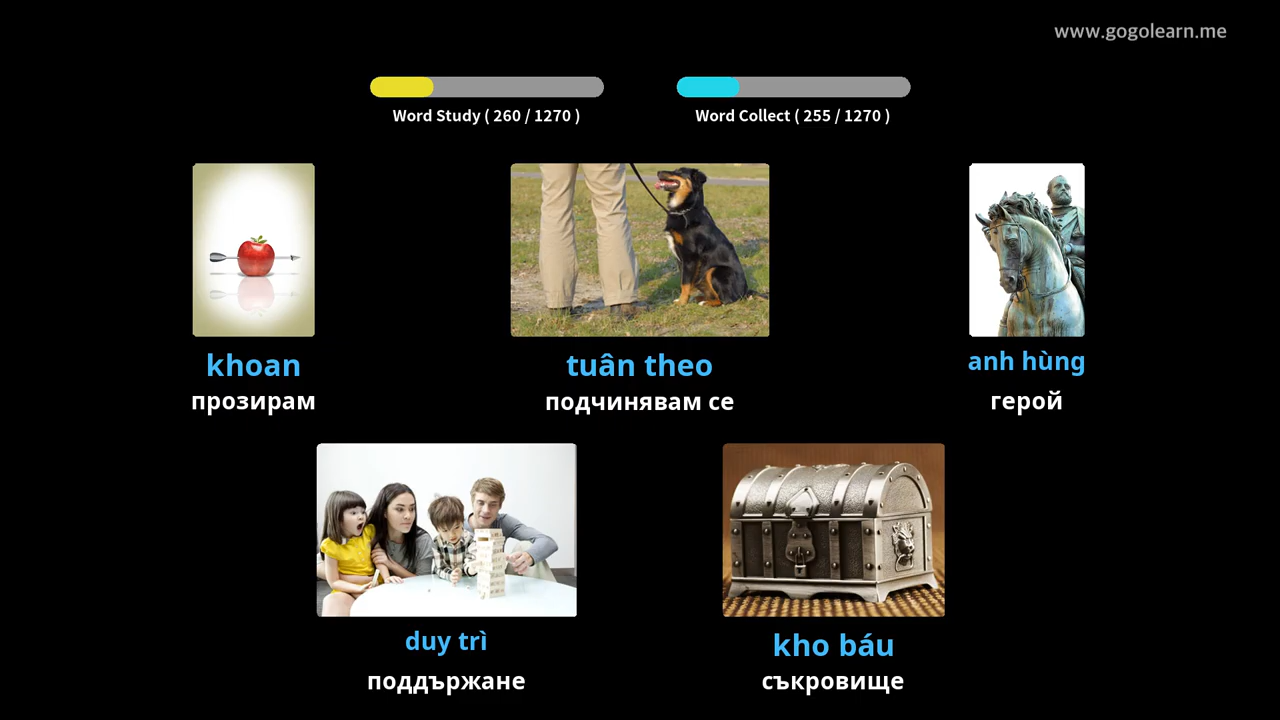 www.gogolearn.me
Word Study ( 260 / 1270 )
Word Collect ( 255 / 1270 )
khoan
прозирам
tuân theo
подчинявам се
anh hùng
герой
duy trì
поддържане
kho báu
съкровище